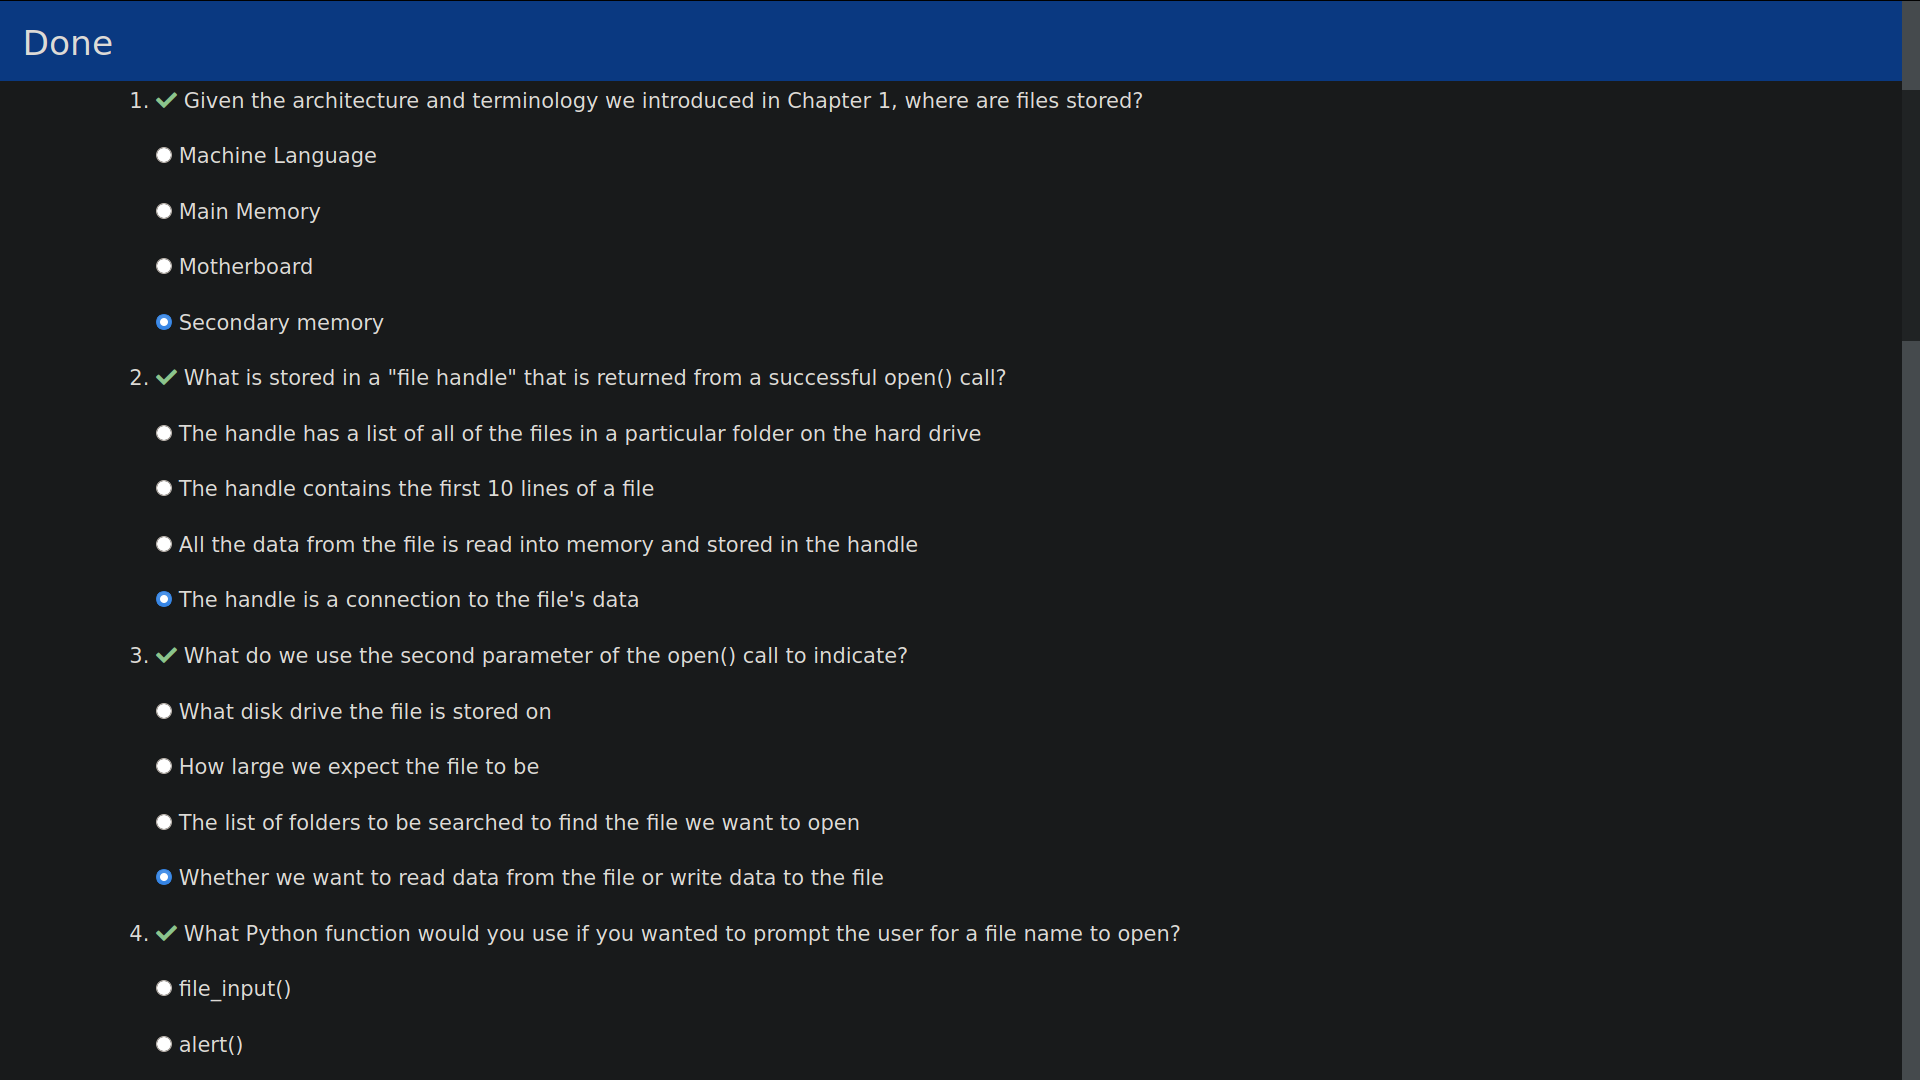 Done
1. Given the architecture and terminology we introduced in Chapter 1, where are files stored?
Machine Language
Main Memory
Motherboard
Secondary memory
2. What is stored in a "file handle" that is returned from a successful open() call?
The handle has a list of all of the files in a particular folder on the hard drive
The handle contains the first 10 lines of a file
All the data from the file is read into memory and stored in the handle
The handle is a connection to the file's data
3. What do we use the second parameter of the open() call to indicate?
What disk drive the file is stored on
How large we expect the file to be
The list of folders to be searched to find the file we want to open
Whether we want to read data from the file or write data to the file
4. What Python function would you use if you wanted to prompt the user for a file name to open?
file_input()
alert()